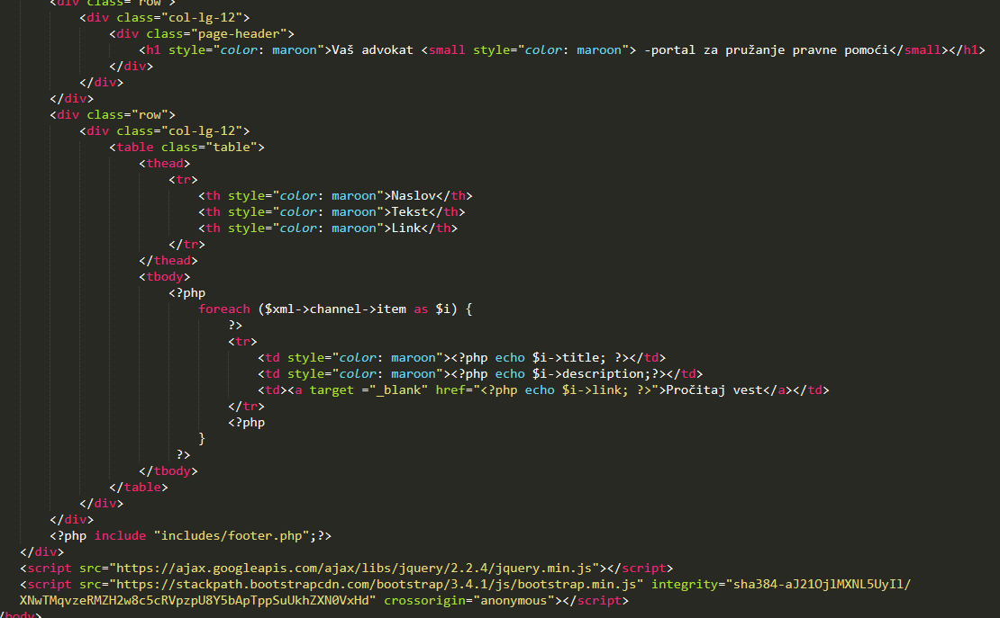 <div class="row">
<div class="col-lg-12">
<div class="page-header">
<h1 style="color: maroon">Vaš advokat <small style="color: maroon"> -portal za pružanje pravne pomoći</small></h1>
</div>
</div>
</div>
<div class="row">
<div class="col-lg-12">
<table class="table">
<thead>
<tr>
<th style="color: maroon">Naslov</th>
<th style="color: maroon">Tekst</th>
<th style="color: maroon">Link</th>
</tr>
</thead>
<tbody>
<?php
foreach ($xml->channel->item as $i) {
?>
<tr>
<td style="color: maroon"><?php echo $i->title; ?></td>
<td style="color: maroon"><?php echo $i->description;?></td>
<td><a target ="_blank" href="<?php echo $i->link; ?>">Pročitaj vest</a></td>
</tr>
<?php
}
?>
</tbody>
</table>
</div>
</div>
<?php include "includes/footer.php";?>
</div>
<script src="https://ajax.googleapis.com/ajax/libs/jquery/2.2.4/jquery.min.js"></script>
<script src="https://stackpath.bootstrapcdn.com/bootstrap/3.4.1/js/bootstrap.min.js" integrity="sha384-aJ21OjlMXNL5UyIl/
XNwTMqvzeRMZH2w8c5cRVpzpU8Y5bApTppSuUkhZXN0VxHd" crossorigin="anonymous"></script>
/body>